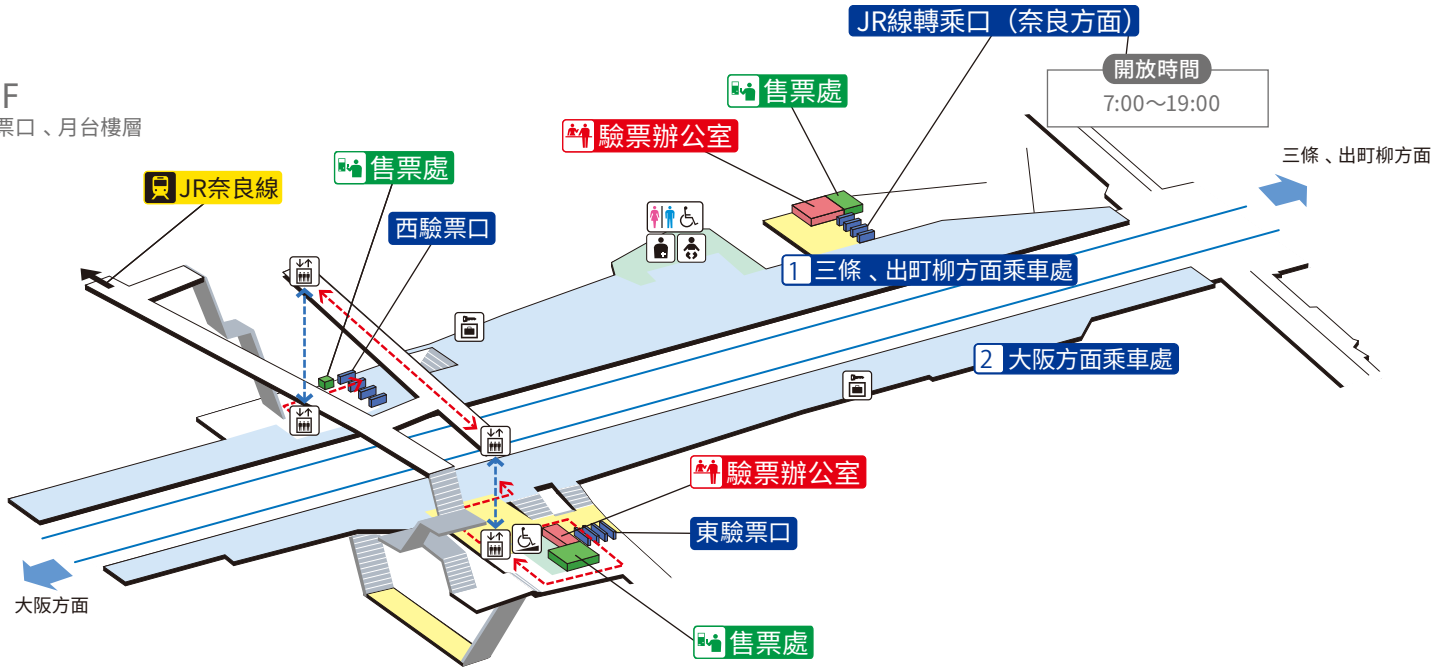 JR線轉乘口（奈良方面）
開放時間
7:00～19:00
F
票口、月台樓層
售票處
驗票辦公室
三條、出町柳方面
售票處
JR奈良線
西驗票口
1 三條、出町柳方面乘車處
2 大阪方面乘車處
驗票辦公室
東驗票口
大阪方面
售票處